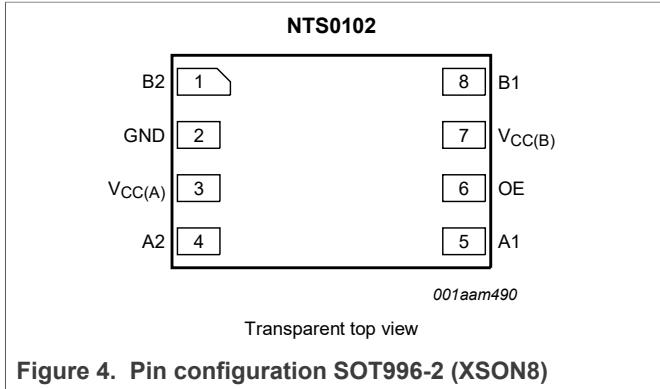 NTS0102
B2 1 8 B1
GND 2 7 VCC(B)
VCC(A) 3 6 OE
A2 4 5 A1
001aam490
Transparent top view
Figure 4. Pin configuration SOT996-2 (XSON8)